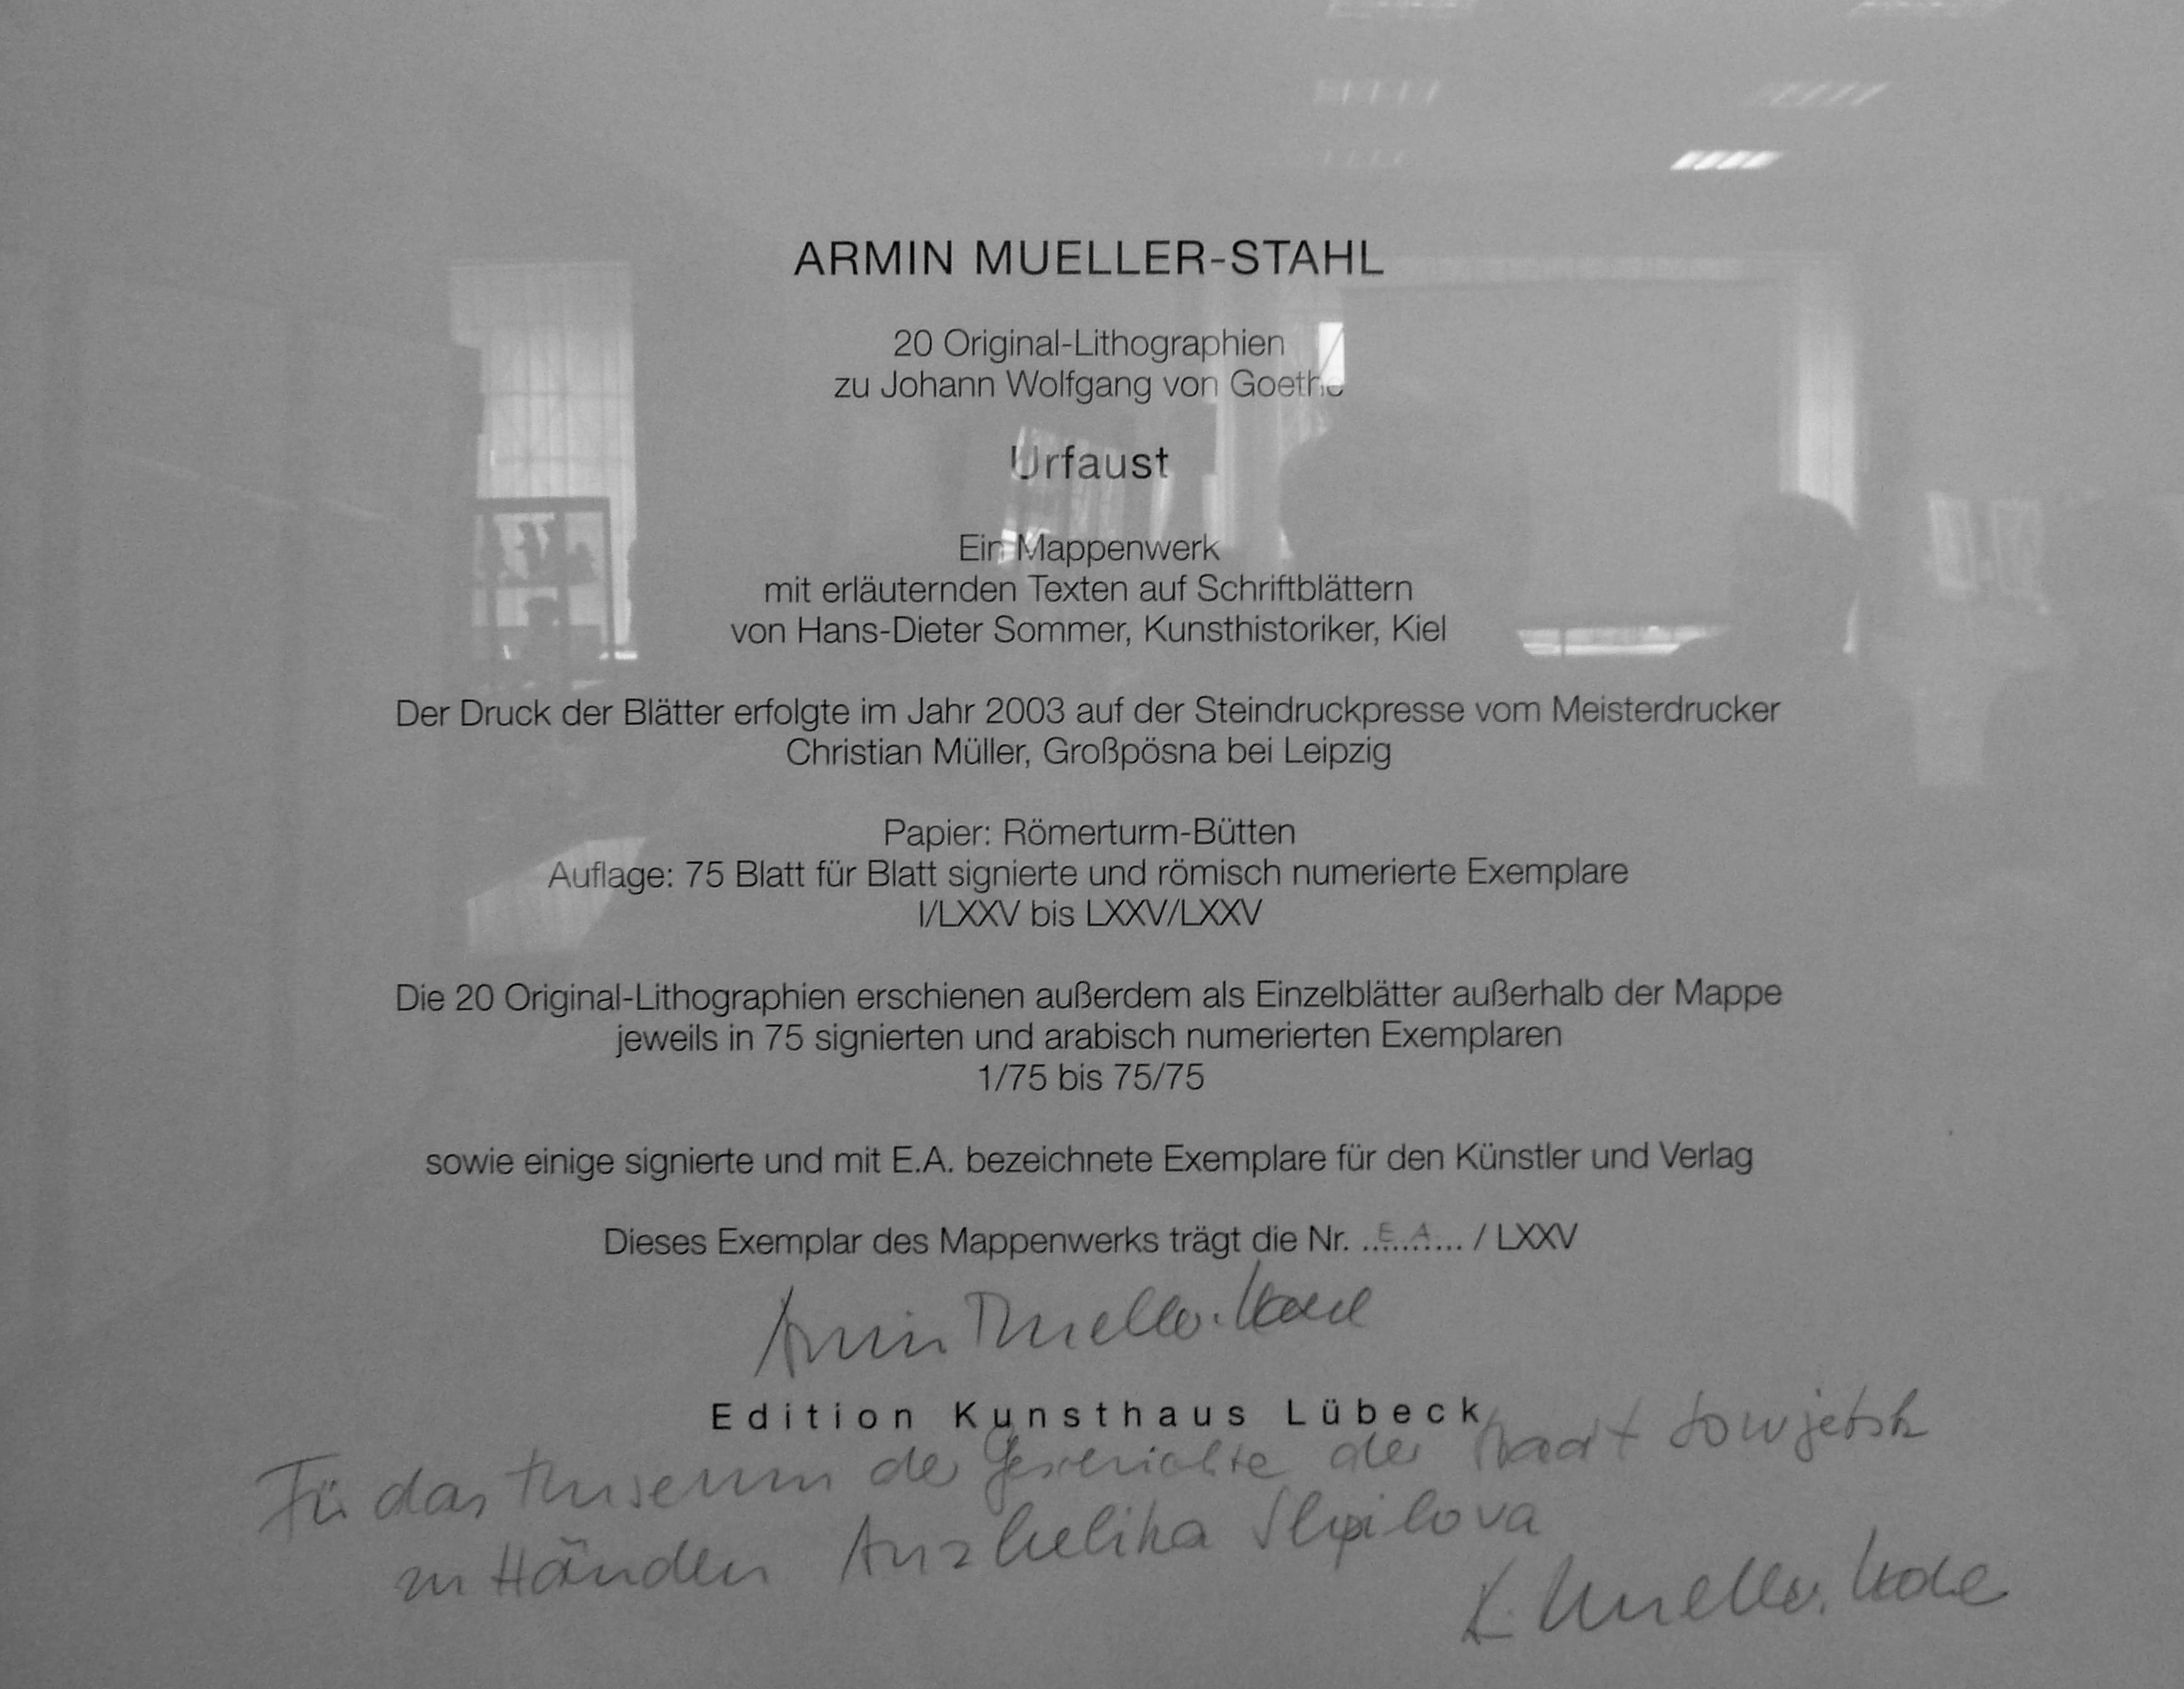 ARMIN MUELLER-STAHL
20 Original-Lithographien
zu Johann Wolfgang von Goethe
Urfaust
Ein Mappenwerk
mit erläuternden Texten auf Schriftblättern
von Hans-Dieter Sommer, Kunsthistoriker, Kiel
Der Druck der Blätter erfolgte im Jahr 2003 auf der Steindruckpresse vom Meisterdrucker
Christian Müller, Großpösna bei Leipzig
Papier: Römerturm-Bütten
Auflage: 75 Blatt für Blatt signierte und römisch numerierte Exemplare
I/LXXV bis LXXV/LXXV
Die 20 Original-Lithographien erschienen außerdem als Einzelblätter außerhalb der Mappe
jeweils in 75 signierten und arabisch numerierten Exemplaren
1/75 bis 75/75
sowie einige signierte und mit E.A. bezeichnete Exemplare für den Künstler und Verlag
Dieses Exemplar des Mappenwerks trägt die Nr. E.A. / LXXV
Armin Mueller-Stahl
Edition Kunsthaus Lübeck
Für das Museum der Geschichte der Stadt Sowjetsk
zu Händen Anzhelika
A. Mueller-Stahl